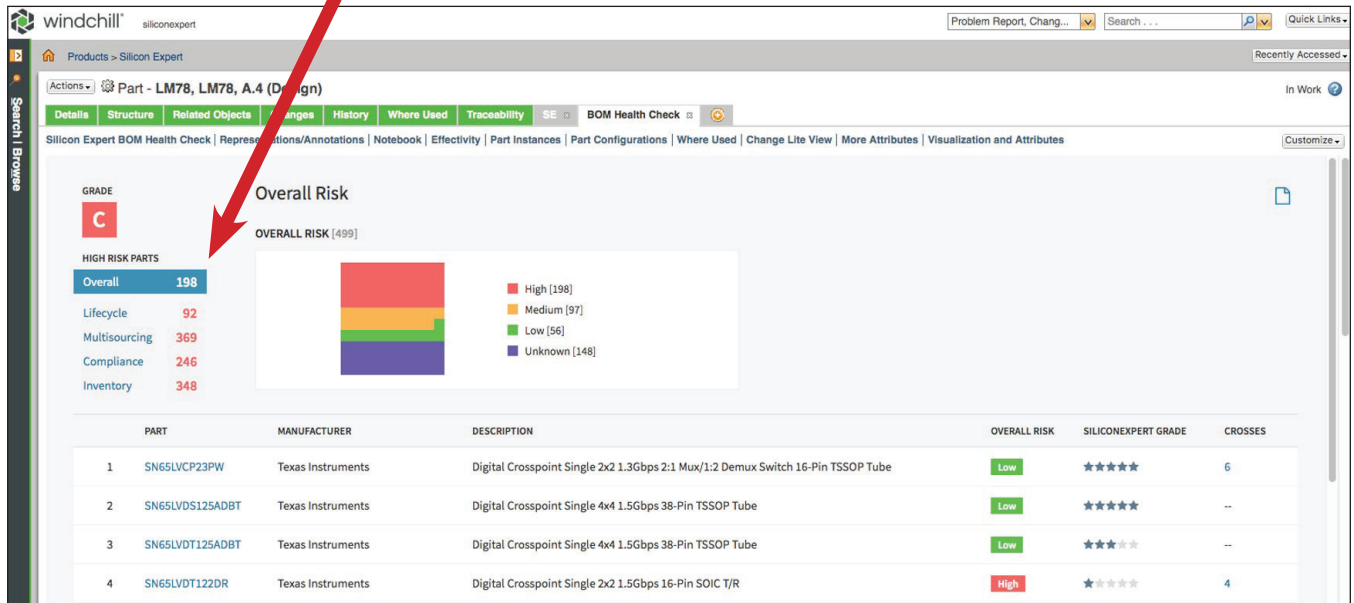 windchill® siliconexpert Problem Report, Chang... Search . . . Quick Links
Products > Silicon Expert Recently Accessed
Actions Part - LM78, LM78, A.4 (Design) In Work
Details Structure Related Objects Changes History Where Used Traceability SE BOM Health Check
Silicon Expert BOM Health Check | Representations/Annotations | Notebook | Effectivity | Part Instances | Part Configurations | Where Used | Change Lite View | More Attributes | Visualization and Attributes Customize
Search | Browse
GRADE
C
HIGH RISK PARTS
Overall 198
Lifecycle 92
Multisourcing 369
Compliance 246
Inventory 348
Overall Risk
OVERALL RISK [499]
High [198]
Medium [97]
Low [56]
Unknown [148]
PART MANUFACTURER DESCRIPTION OVERALL RISK SILICONEXPERT GRADE CROSSES
1 SN65LVCP23PW Texas Instruments Digital Crosspoint Single 2x2 1.3Gbps 2:1 Mux/1:2 Demux Switch 16-Pin TSSOP Tube Low 6
2 SN65LVDS125ADBT Texas Instruments Digital Crosspoint Single 4x4 1.5Gbps 38-Pin TSSOP Tube Low --
3 SN65LVDT125ADBT Texas Instruments Digital Crosspoint Single 4x4 1.5Gbps 38-Pin TSSOP Tube Low --
4 SN65LVDT122DR Texas Instruments Digital Crosspoint Single 2x2 1.5Gbps 16-Pin SOIC T/R High 4